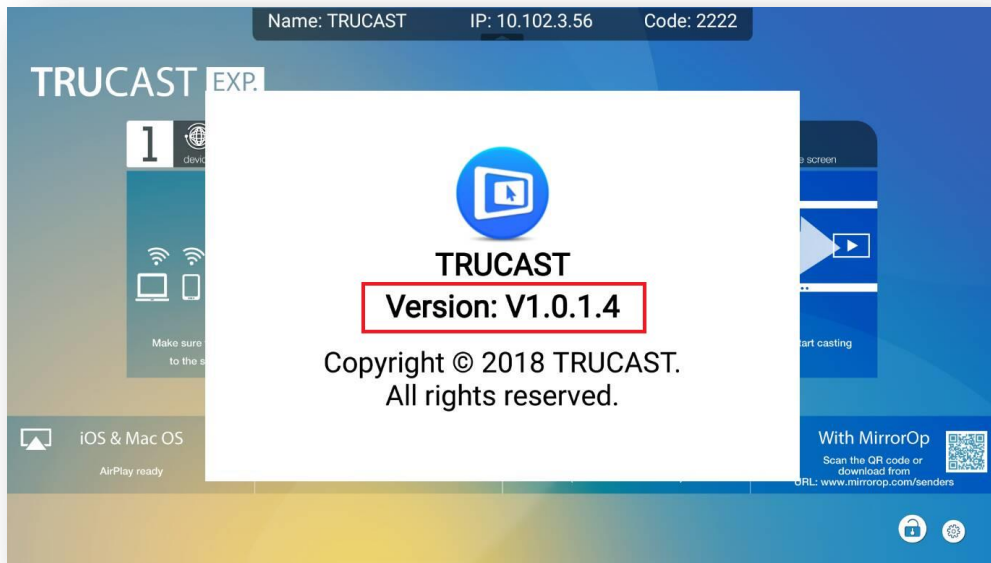 Name: TRUCAST IP: 10.102.3.56 Code: 2222
TRUCAST EXP.
1
screen
TRUCAST
Version: V1.0.1.4
Copyright © 2018 TRUCAST.
All rights reserved.
Make sure
to the
casting
iOS & Mac OS
AirPlay ready
With MirrorOp
Scan the QR code or
download from
URL: www.mirrorop.com/senders